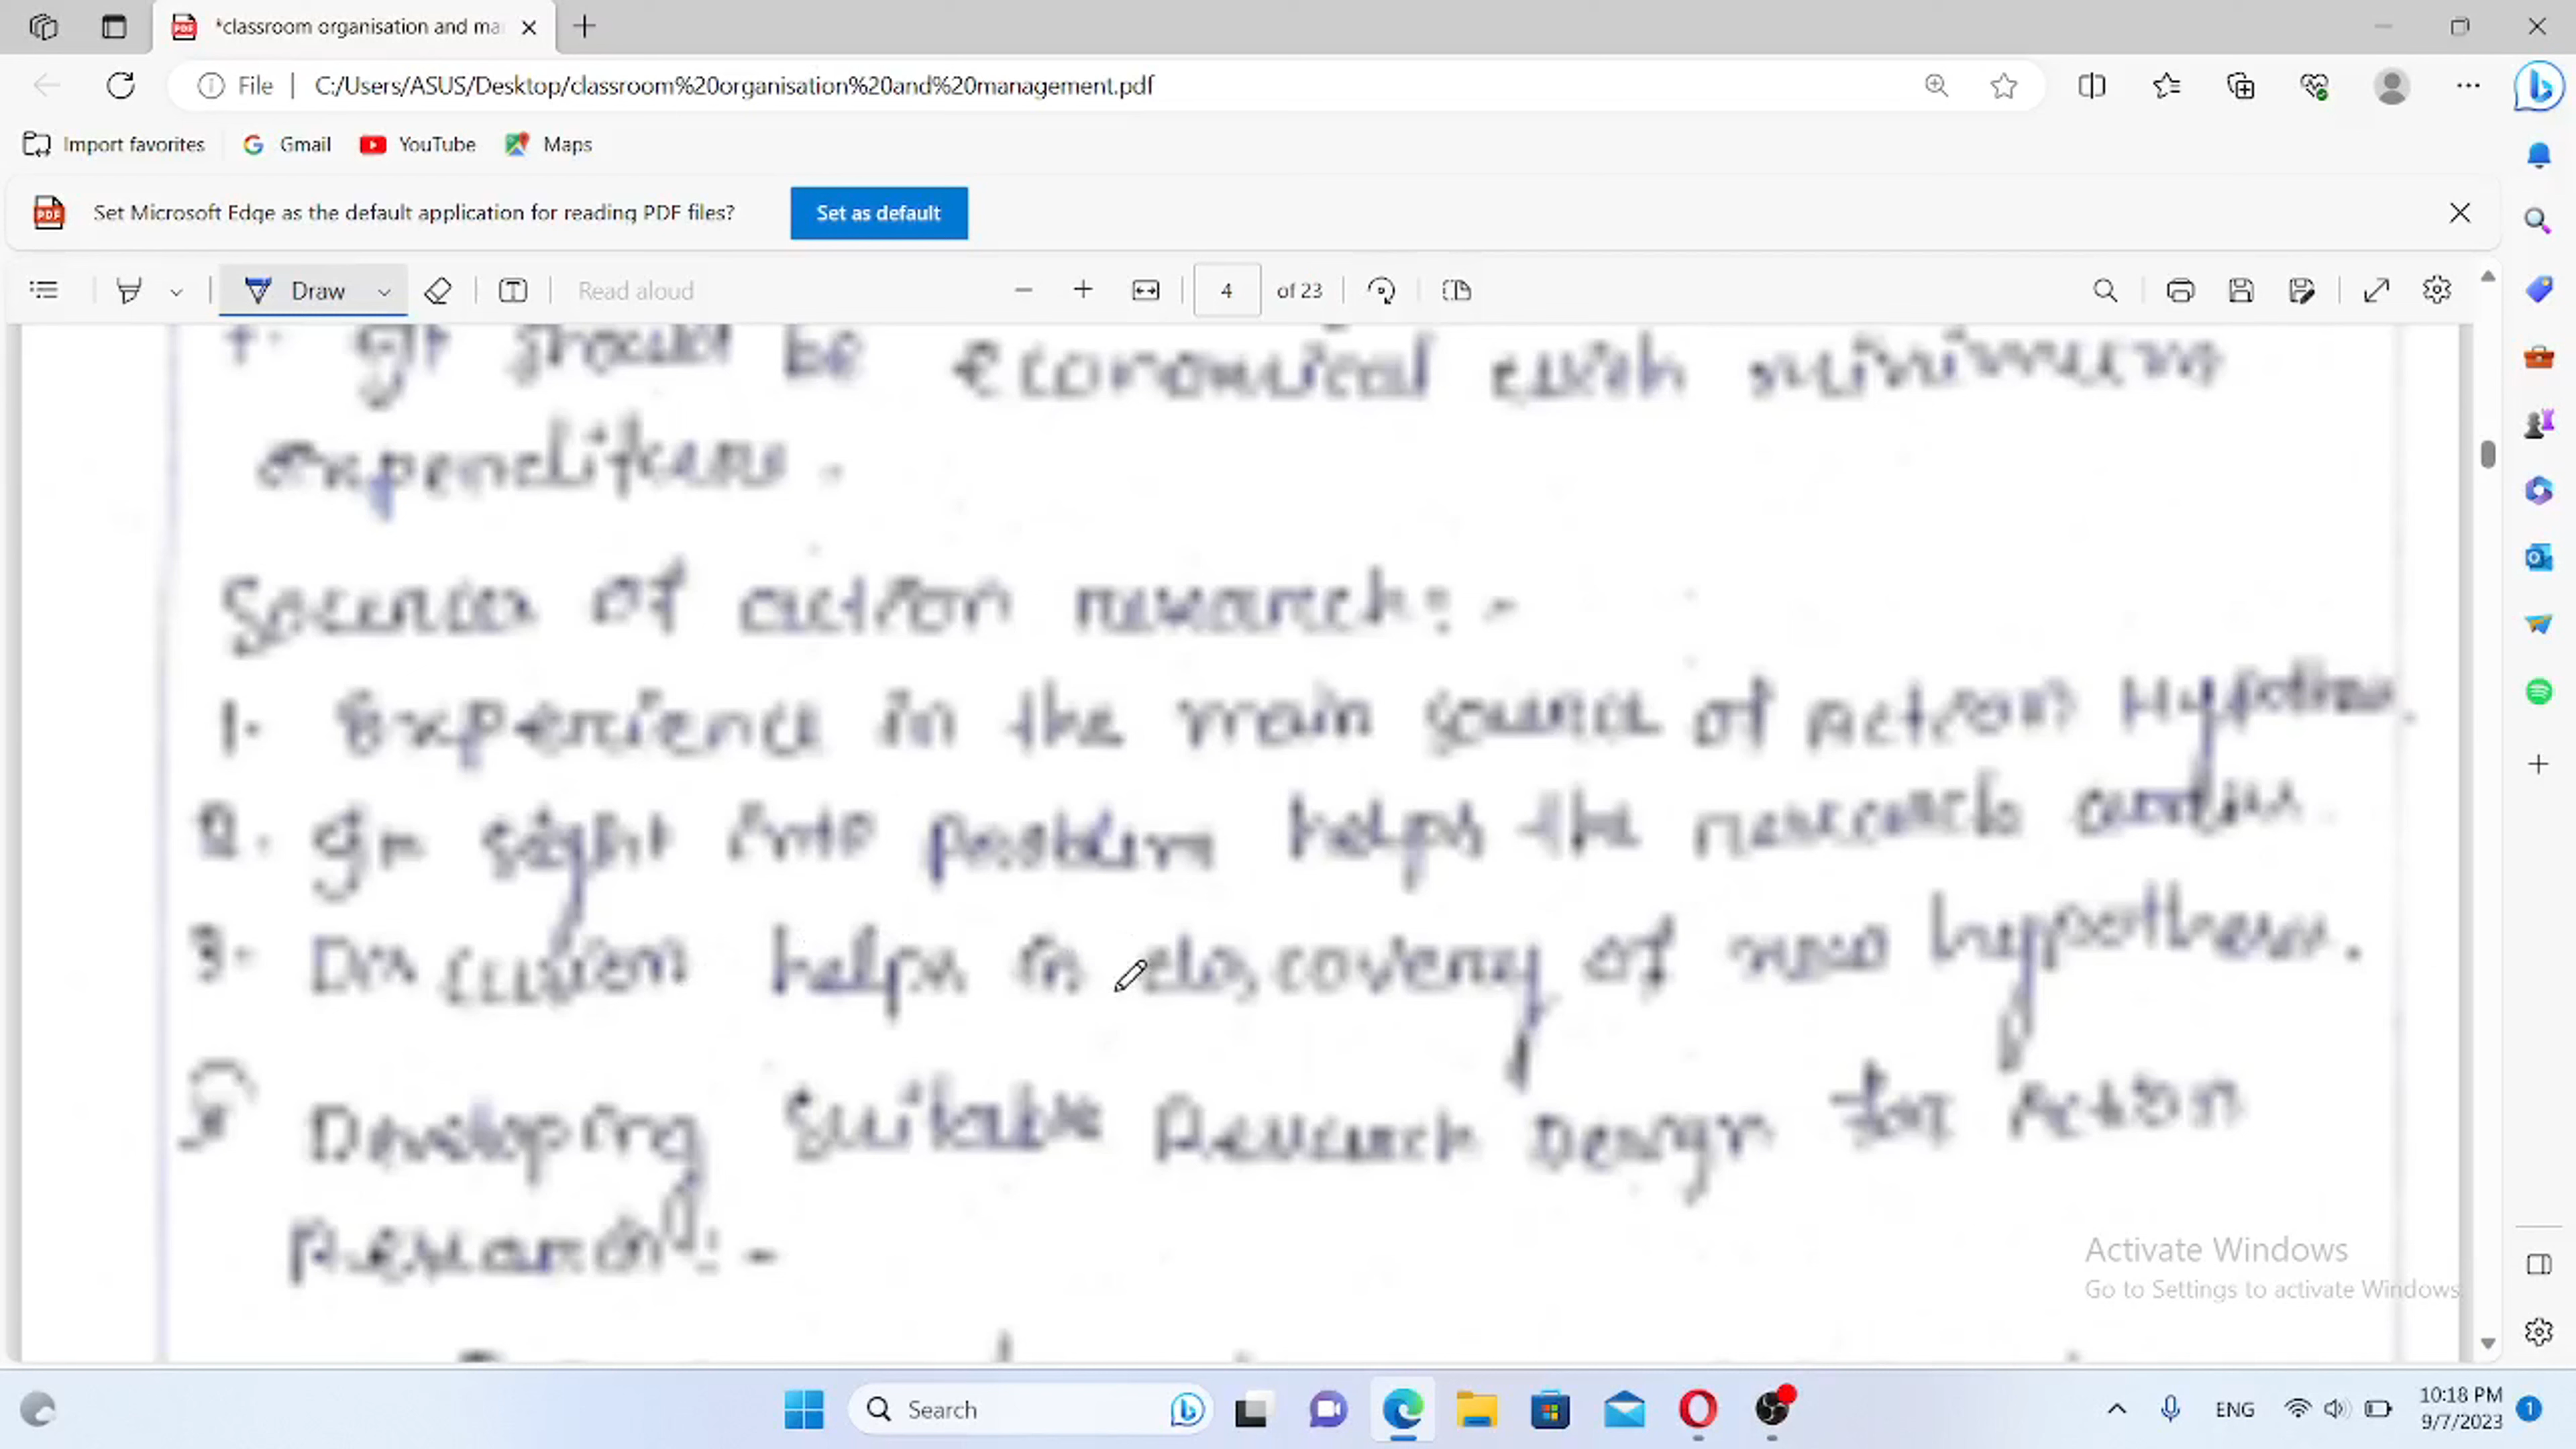 *classroom organisation and ma
File | C:/Users/ASUS/Desktop/classroom%20organisation%20and%20management.pdf
Import favorites Gmail YouTube Maps
PDF Set Microsoft Edge as the default application for reading PDF files? Set as default
Draw Read aloud 4 of 23
It should be economical with minimum
expenditure.
Sources of action research:-
1. Experience in the main source of Action
2. In sight into problem helps the research
3. Discussion helps in discovery of new hypotheses.
Developing Suitable Research Design for Action
Research:-
Activate Windows
Go to Settings to activate Windows.
Search
ENG
10:18 PM
9/7/2023
1